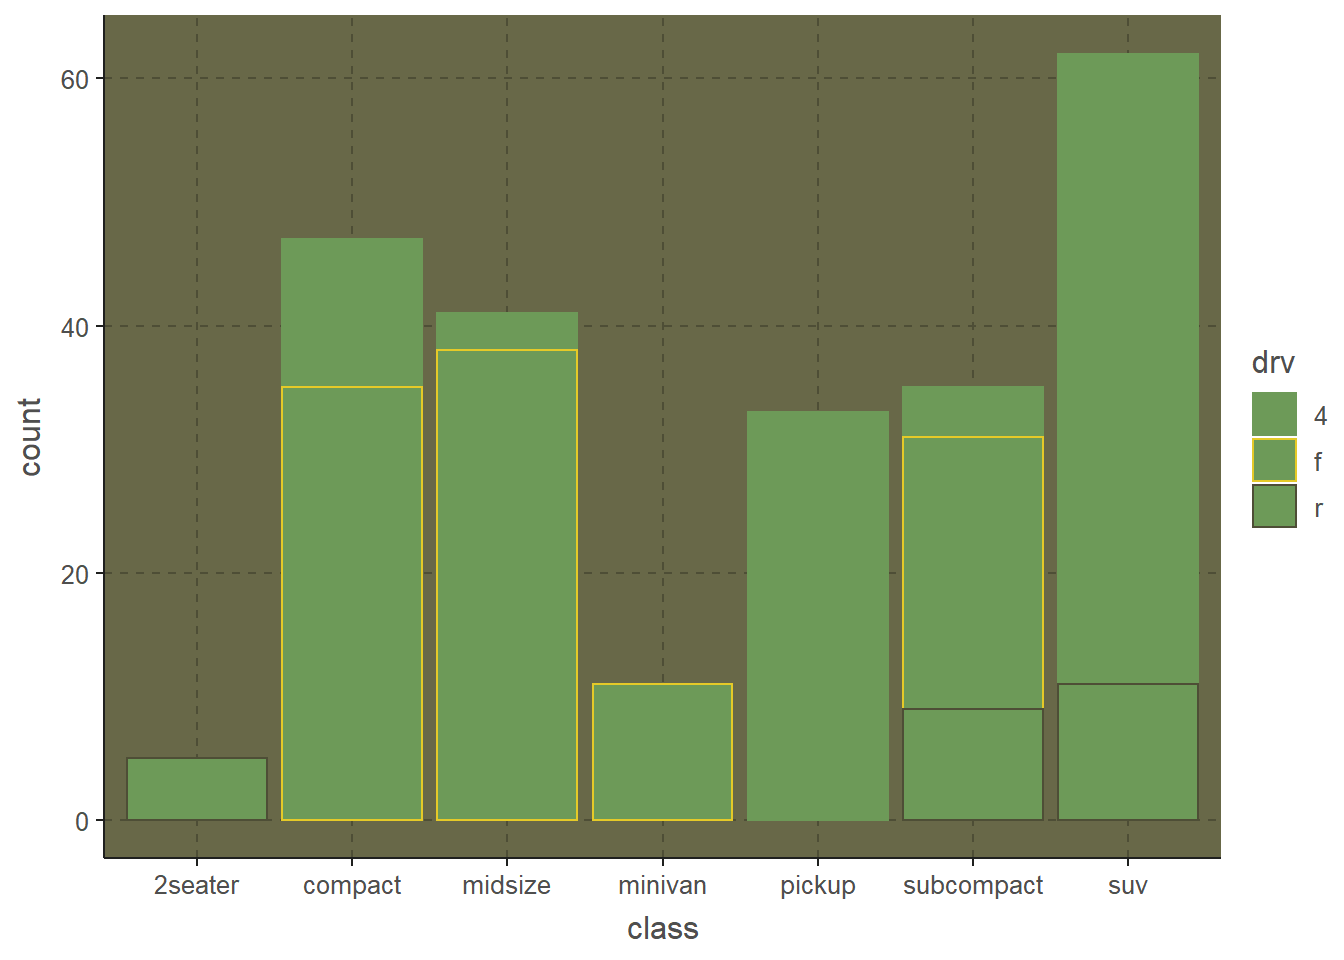 60
40
20
0
count
2seater compact midsize minivan pickup subcompact suv
class
drv
4
f
r